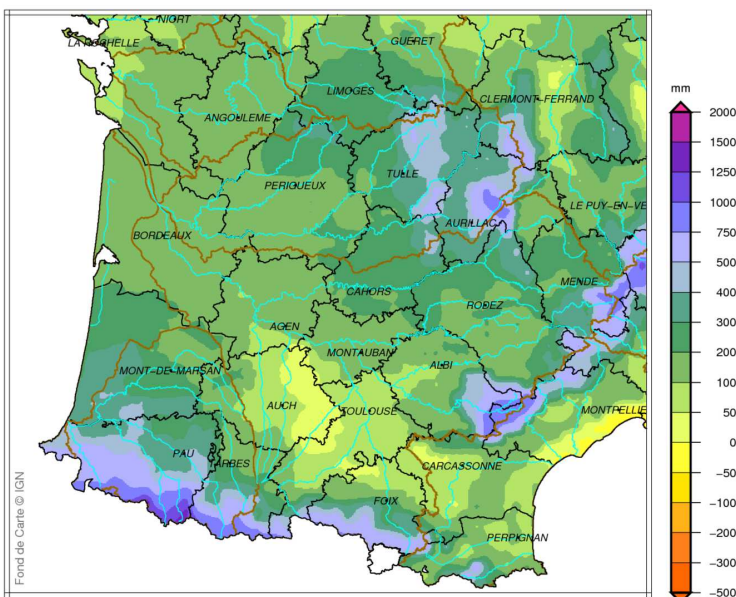 NIORT
LA ROCHELLE
GUERET
LIMOGES
CLERMONT-FERRAND
ANGOULEME
TULLE
PERIGUEUX
LE PUY-EN-VE
AURILLAC
BORDEAUX
MENDE
CAHORS
RODEZ
AGEN
MONTAUBAN
ALBI
MONT-DE-MARSAN
AUCH
TOULOUSE
MONTPELLIE
PAU
TARBES
CARCASSONNE
FOIX
PERPIGNAN
Fond de Carte © IGN
mm
2000
1500
1250
1000
750
500
400
300
200
100
50
0
-50
-100
-200
-300
-500